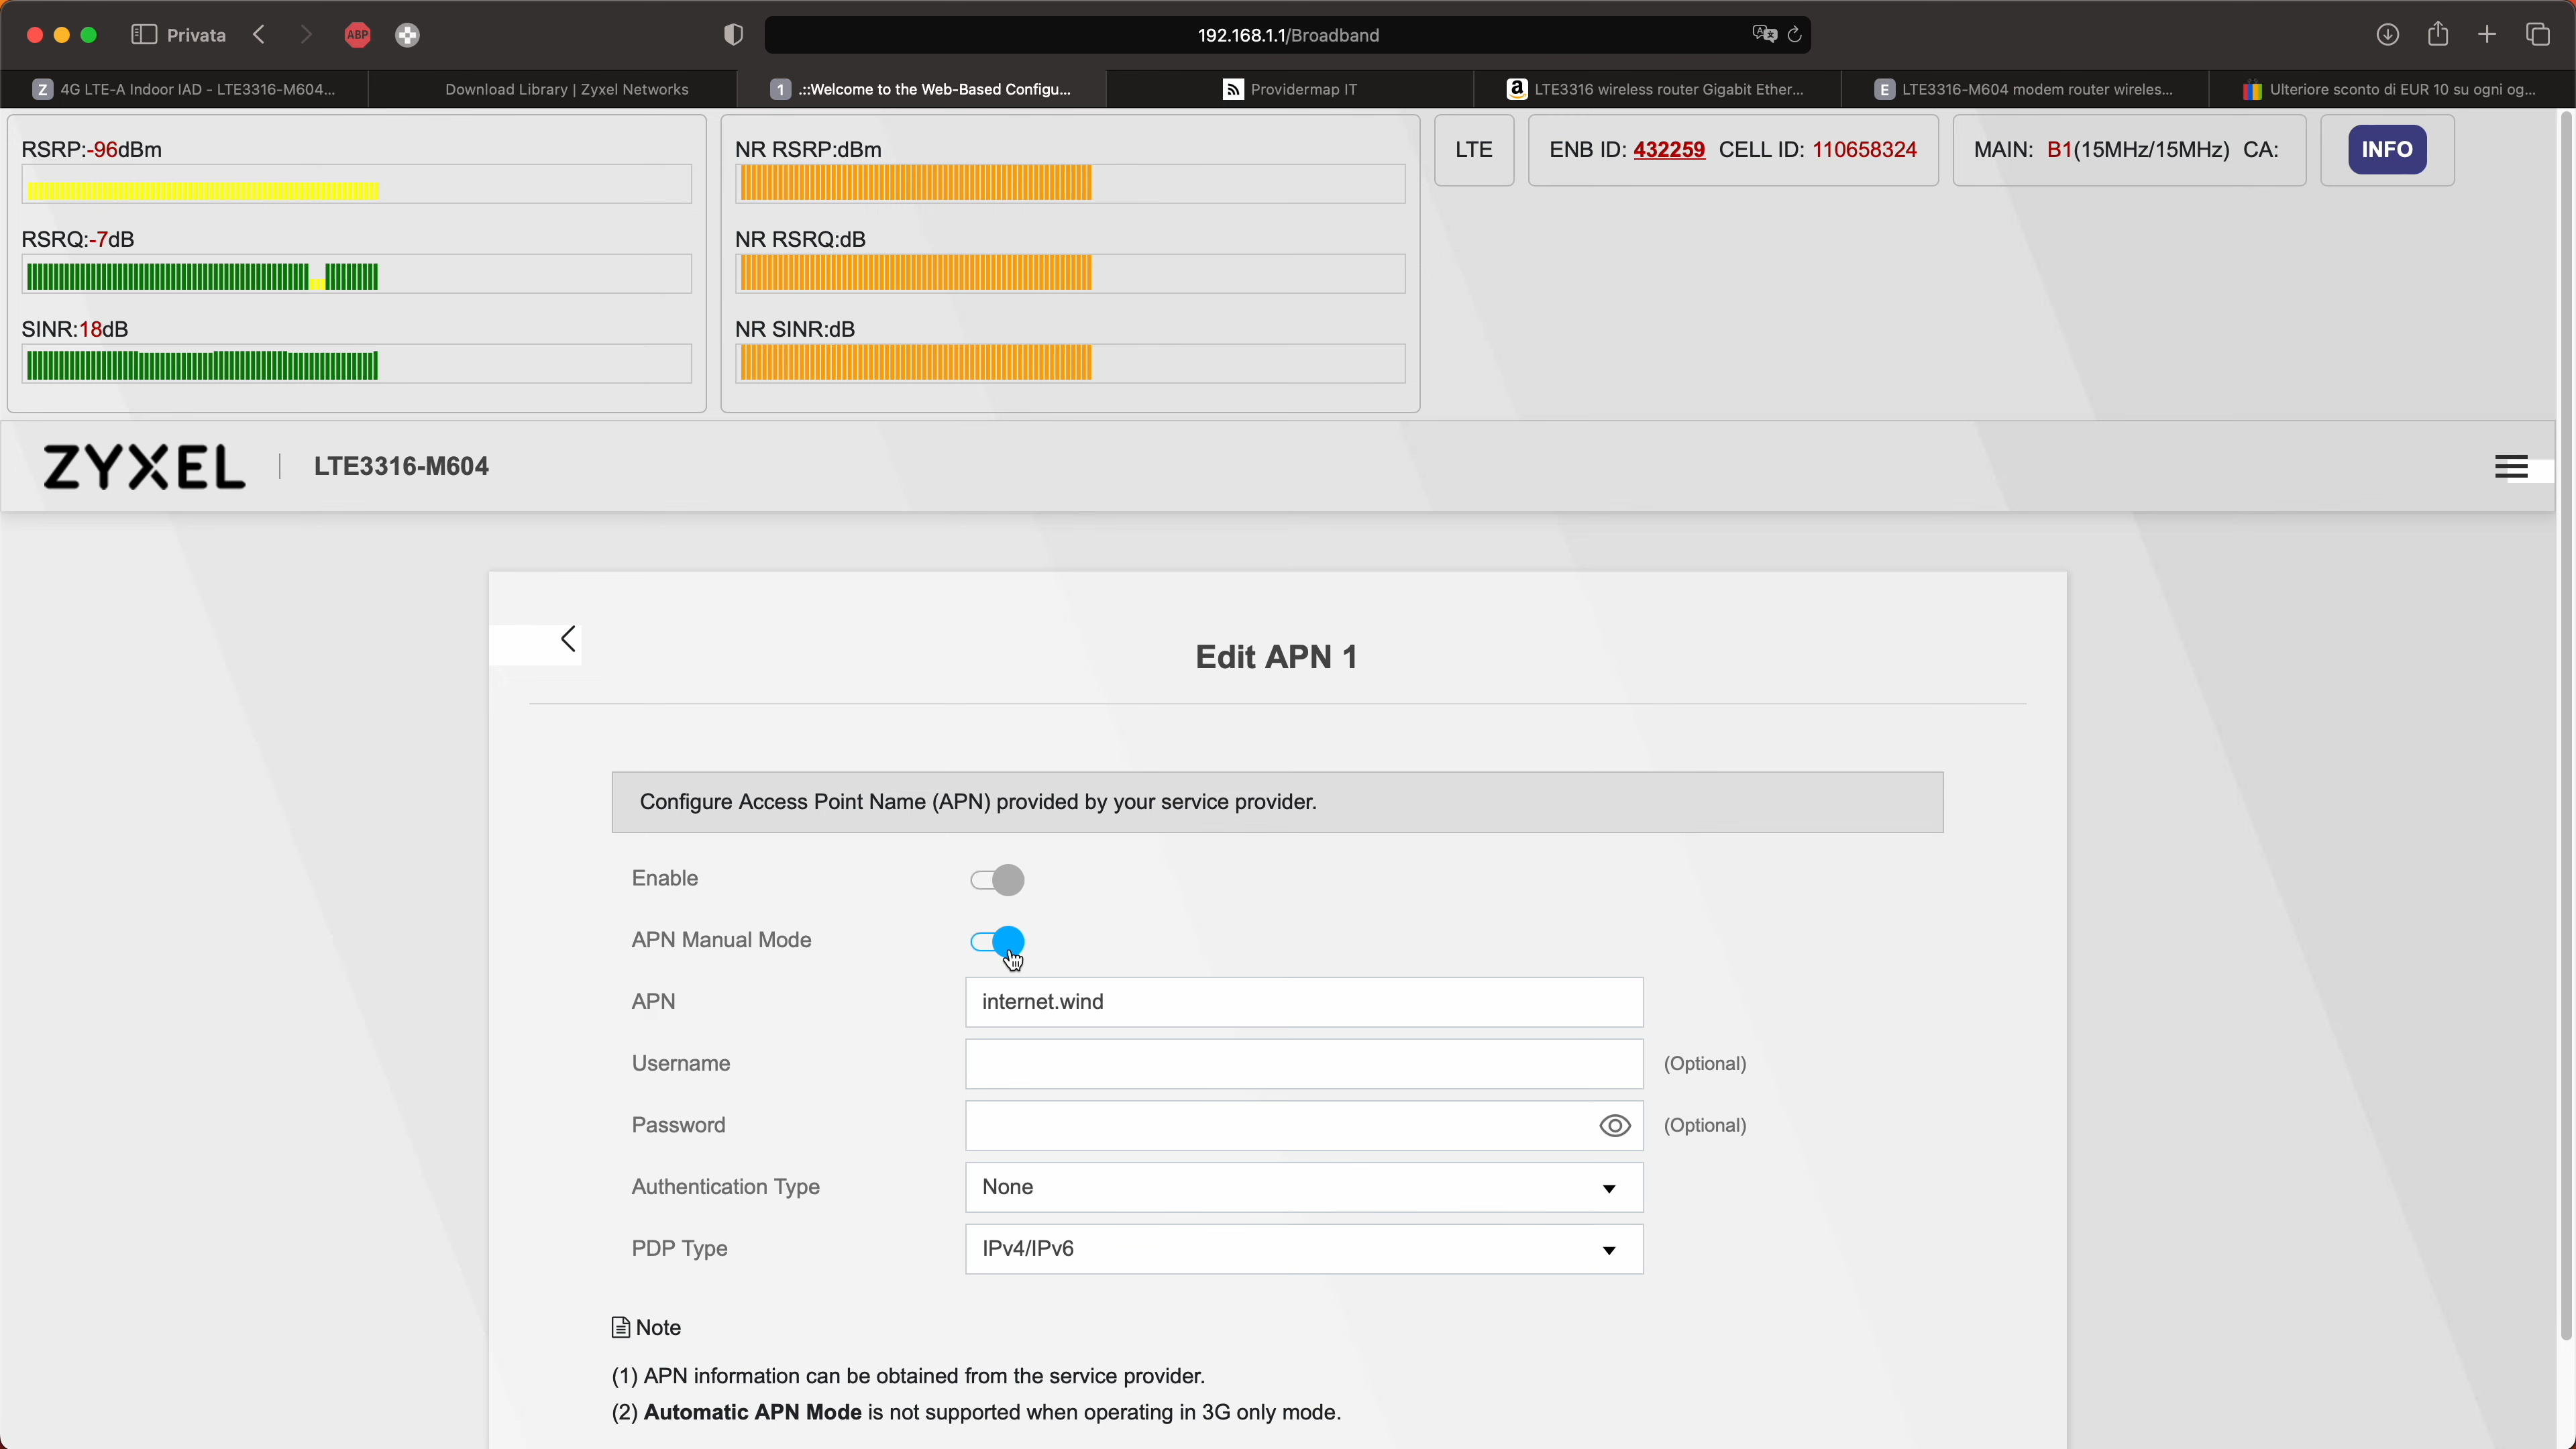 Privata
ABP
192.168.1.1/Broadband
Z 4G LTE-A Indoor IAD - LTE3316-M604...
Download Library | Zyxel Networks
1 .::Welcome to the Web-Based Configu...
Providermap IT
a LTE3316 wireless router Gigabit Ether...
E LTE3316-M604 modem router wireles...
Ulteriore sconto di EUR 10 su ogni og...
RSRP:-96dBm
NR RSRP:dBm
LTE
ENB ID: 432259 CELL ID: 110658324
MAIN: B1(15MHz/15MHz) CA:
INFO
RSRQ:-7dB
NR RSRQ:dB
SINR:18dB
NR SINR:dB
ZYXEL
LTE3316-M604
Edit APN 1
Configure Access Point Name (APN) provided by your service provider.
Enable
APN Manual Mode
APN
internet.wind
Username
(Optional)
Password
(Optional)
Authentication Type
None
PDP Type
IPv4/IPv6
Note
(1) APN information can be obtained from the service provider.
(2) Automatic APN Mode is not supported when operating in 3G only mode.